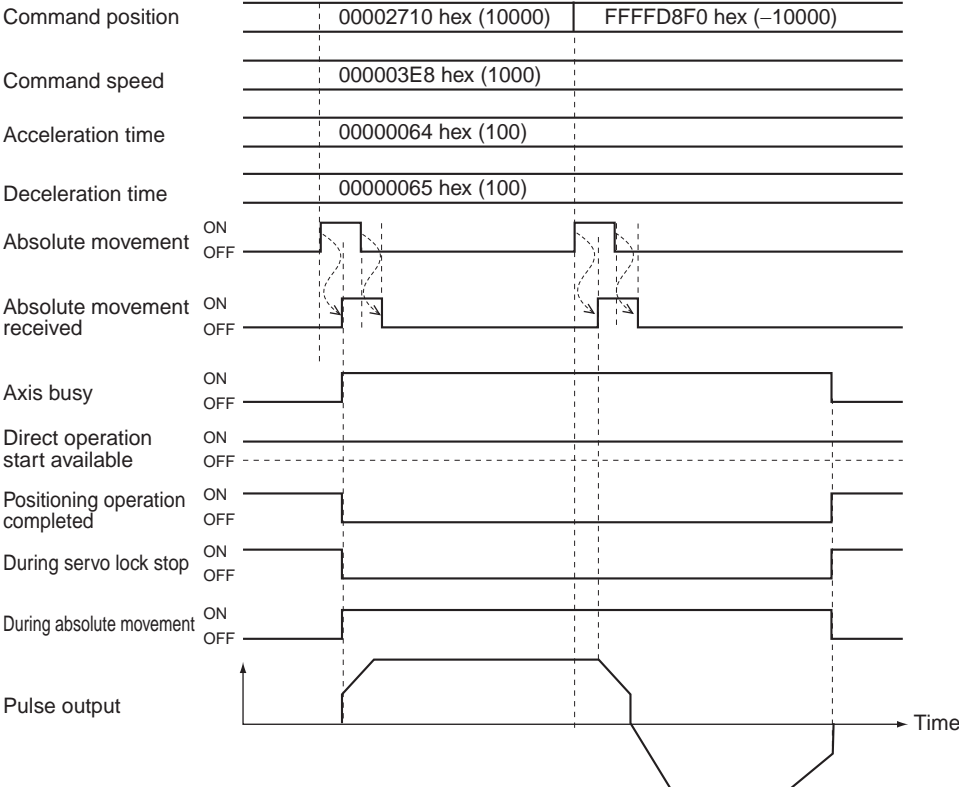 Command position
00002710 hex (10000)
FFFFD8F0 hex (−10000)
Command speed
000003E8 hex (1000)
Acceleration time
00000064 hex (100)
Deceleration time
00000065 hex (100)
Absolute movement
ON
OFF
Absolute movement
received
ON
OFF
Axis busy
ON
OFF
Direct operation
start available
ON
OFF
Positioning operation
completed
ON
OFF
During servo lock stop
ON
OFF
During absolute movement
ON
OFF
Pulse output
Time